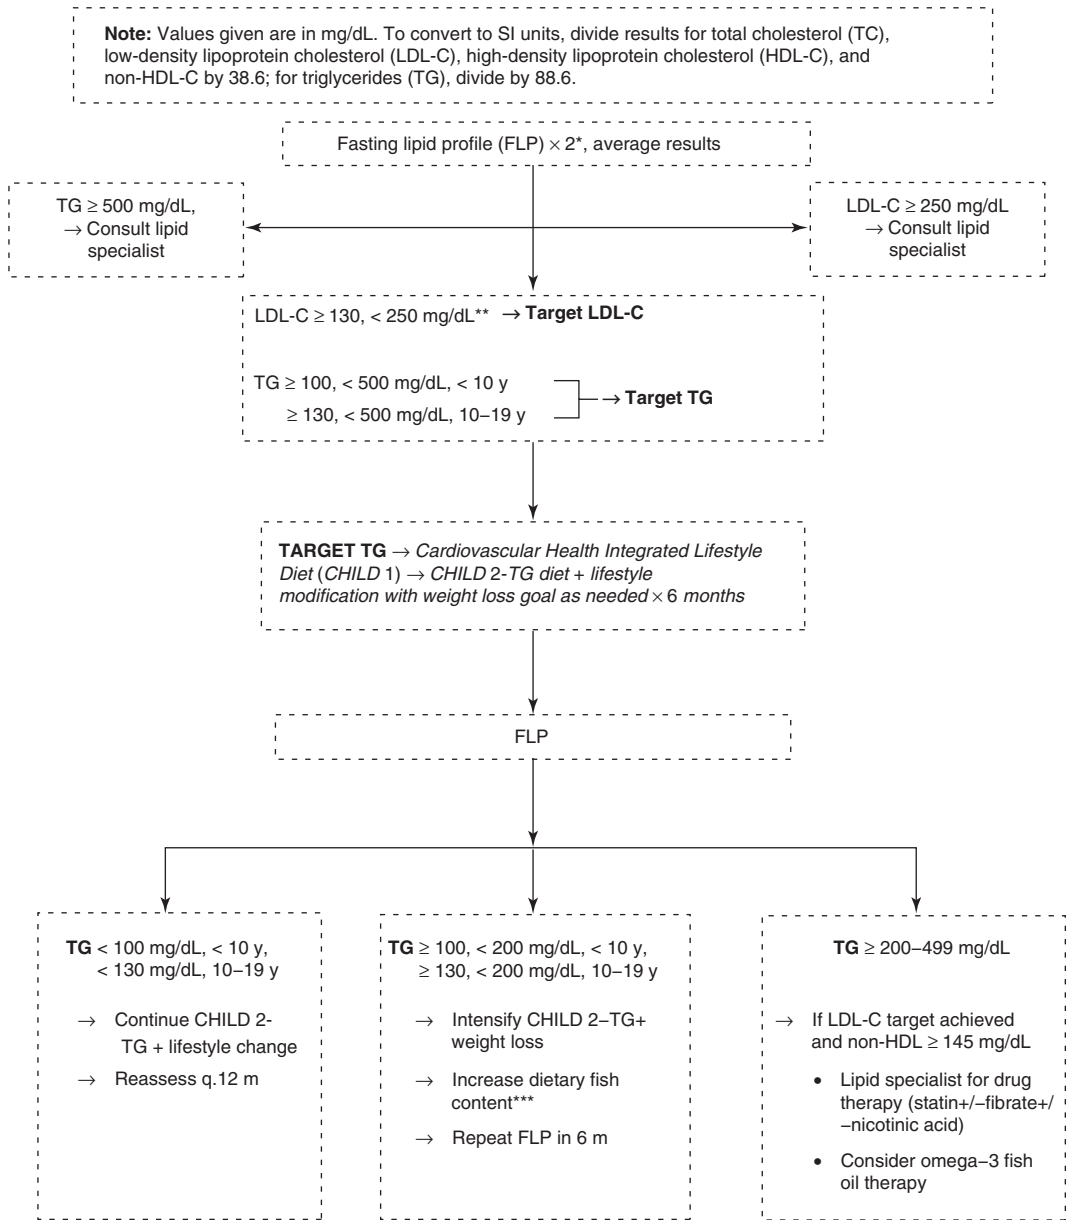 Note: Values given are in mg/dL. To convert to SI units, divide results for total cholesterol (TC),
low-density lipoprotein cholesterol (LDL-C), high-density lipoprotein cholesterol (HDL-C), and
non-HDL-C by 38.6; for triglycerides (TG), divide by 88.6.
Fasting lipid profile (FLP) × 2*, average results
TG ≥ 500 mg/dL,
→ Consult lipid
specialist
LDL-C ≥ 250 mg/dL
→ Consult lipid
specialist
LDL-C ≥ 130, < 250 mg/dL** → Target LDL-C
TG ≥ 100, < 500 mg/dL, < 10 y
≥ 130, < 500 mg/dL, 10–19 y
→ Target TG
TARGET TG → Cardiovascular Health Integrated Lifestyle
Diet (CHILD 1) → CHILD 2-TG diet + lifestyle
modification with weight loss goal as needed × 6 months
FLP
TG < 100 mg/dL, < 10 y,
< 130 mg/dL, 10–19 y
→ Continue CHILD 2-
TG + lifestyle change
→ Reassess q.12 m
TG ≥ 100, < 200 mg/dL, < 10 y,
≥ 130, < 200 mg/dL, 10–19 y
→ Intensify CHILD 2–TG+
weight loss
→ Increase dietary fish
content***
→ Repeat FLP in 6 m
TG ≥ 200–499 mg/dL
→ If LDL-C target achieved
and non-HDL ≥ 145 mg/dL
• Lipid specialist for drug
therapy (statin+/–fibrate+/
–nicotinic acid)
• Consider omega–3 fish
oil therapy